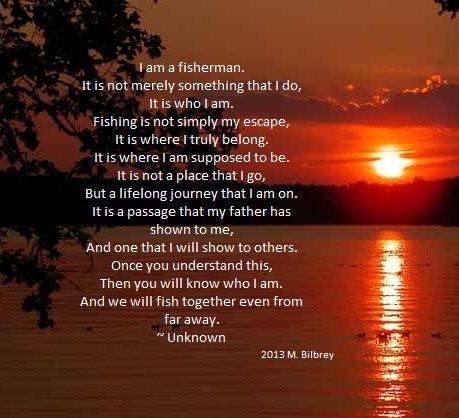 I am a fisherman.
It is not merely something that I do,
It is who I am.
Fishing is not simply my escape,
It is where I truly belong.
It is where I am supposed to be.
It is not a place that I go,
But a lifelong journey that I am on.
It is a passage that my father has
shown to me,
And one that I will show to others.
Once you understand this,
Then you will know who I am.
And we will fish together even from
far away.
~ Unknown
2013 M. Bilbrey